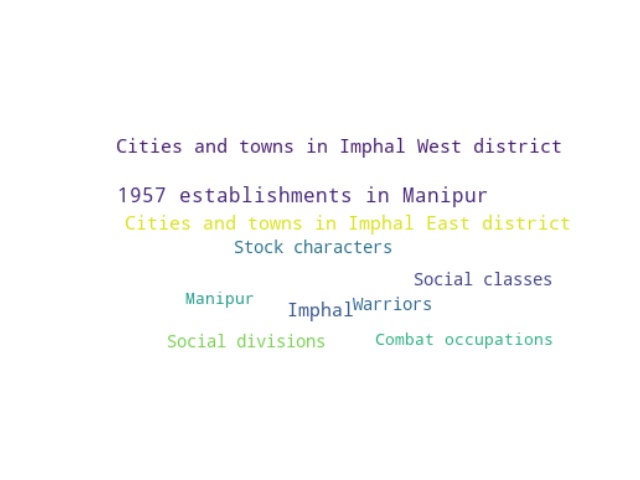 Cities and towns in Imphal West district
1957 establishments in Manipur
Cities and towns in Imphal East district
Stock characters
Social classes
Manipur
Imphal
Warriors
Social divisions
Combat occupations